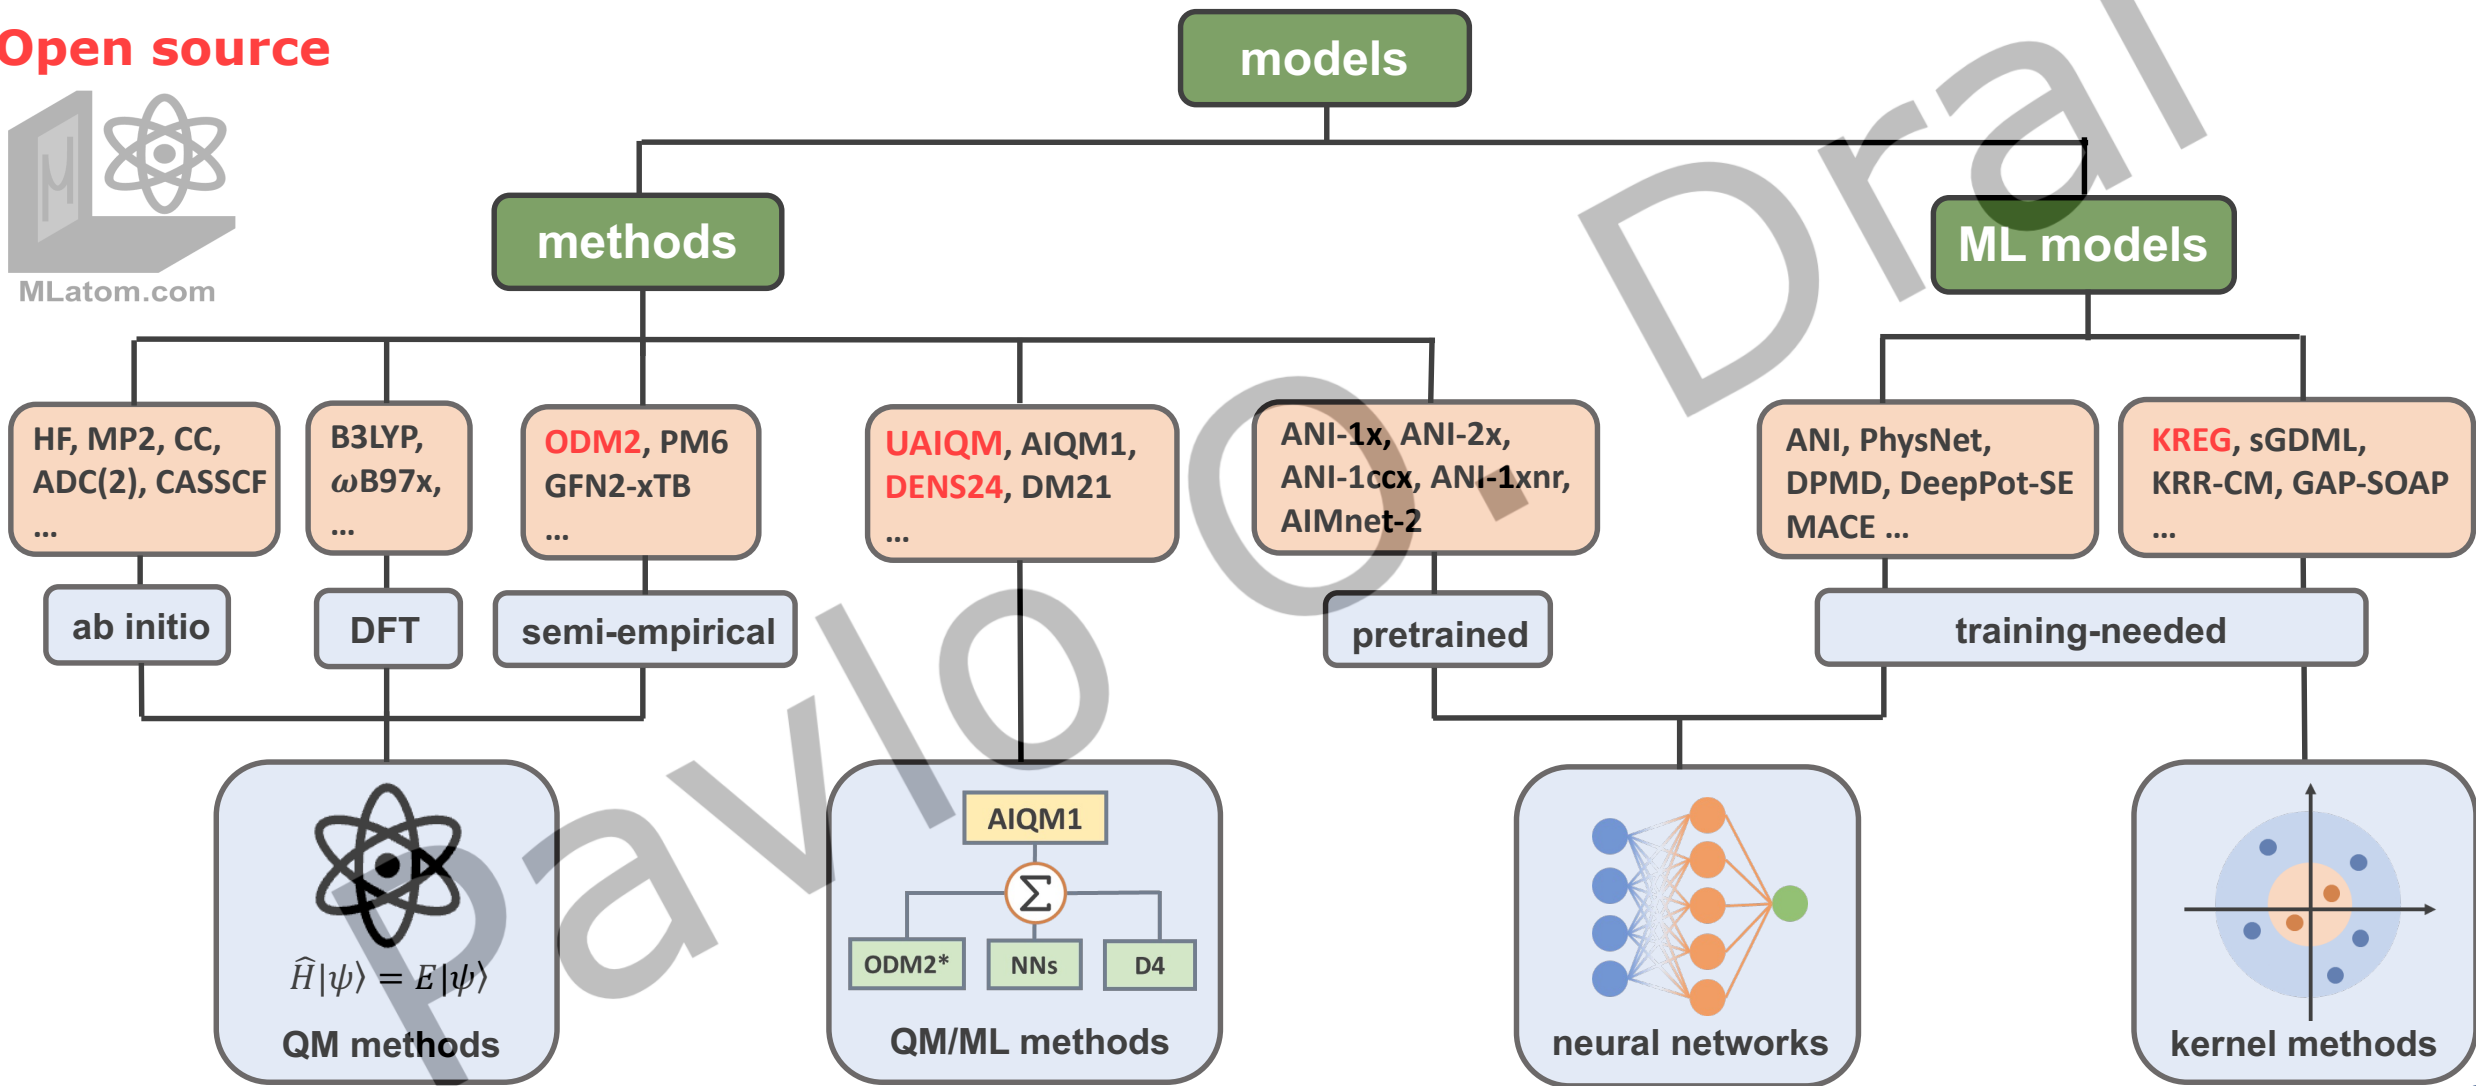 Open source
MLatom.com
models
methods
ML models
HF, MP2, CC,
ADC(2), CASSCF
...
B3LYP,
ωB97x,
...
ODM2, PM6
GFN2-xTB
...
UAIQM, AIQM1,
DENS24, DM21
...
ANI-1x, ANI-2x,
ANI-1ccx, ANI-1xnr,
AIMnet-2
ANI, PhysNet,
DPMD, DeepPot-SE
MACE ...
KREG, sGDML,
KRR-CM, GAP-SOAP
...
ab initio
DFT
semi-empirical
pretrained
training-needed
Ĥ|ψ⟩ = E|ψ⟩
QM methods
AIQM1
Σ
ODM2*
NNs
D4
QM/ML methods
neural networks
kernel methods
Pavlo O. Dral